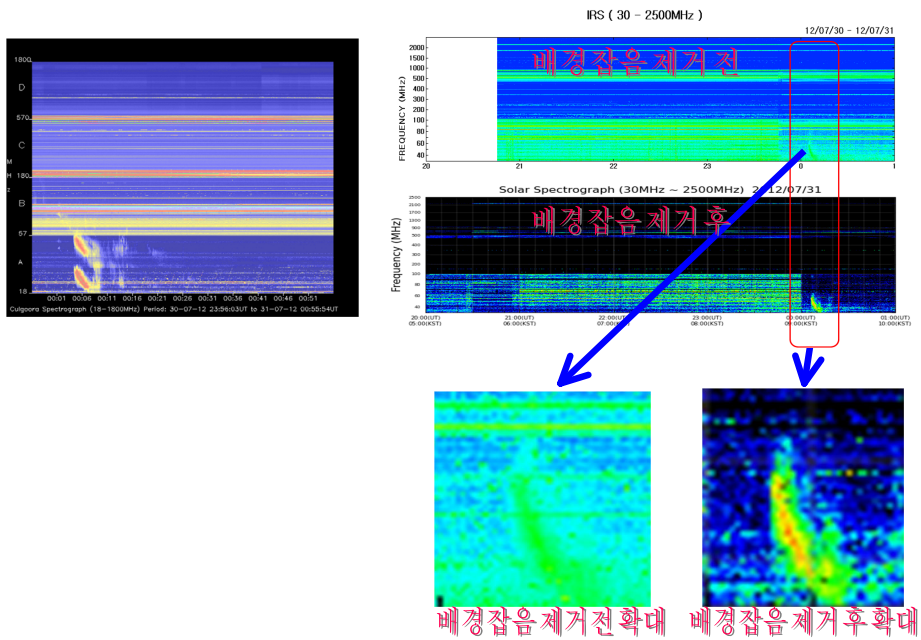 1800
D
570
C
M
H 180
z
B
57
A
18
00:01 00:06 00:11 00:16 00:21 00:26 00:31 00:36 00:41 00:46 00:51
Culgoora Spectrograph (18-1800MHz) Period: 30-07-12 23:56:03UT to 31-07-12 00:55:54UT
IRS ( 30 - 2500MHz )
12/07/30 - 12/07/31
배경잡음제거전
FREQUENCY (MHz)
2000
1500
1000
500
400
300
200
100
80
60
40
20 21 22 23 0 1
Solar Spectrograph (30MHz ~ 2500MHz) 2012/07/31
배경잡음제거후
Frequency (MHz)
2500
2100
1700
1300
900
500
400
300
200
100
80
60
40
20:00(UT) 21:00(UT) 22:00(UT) 23:00(UT) 00:00(UT) 01:00(UT)
05:00(KST) 06:00(KST) 07:00(KST) 08:00(KST) 09:00(KST) 10:00(KST)
배경잡음제거전확대
배경잡음제거후확대